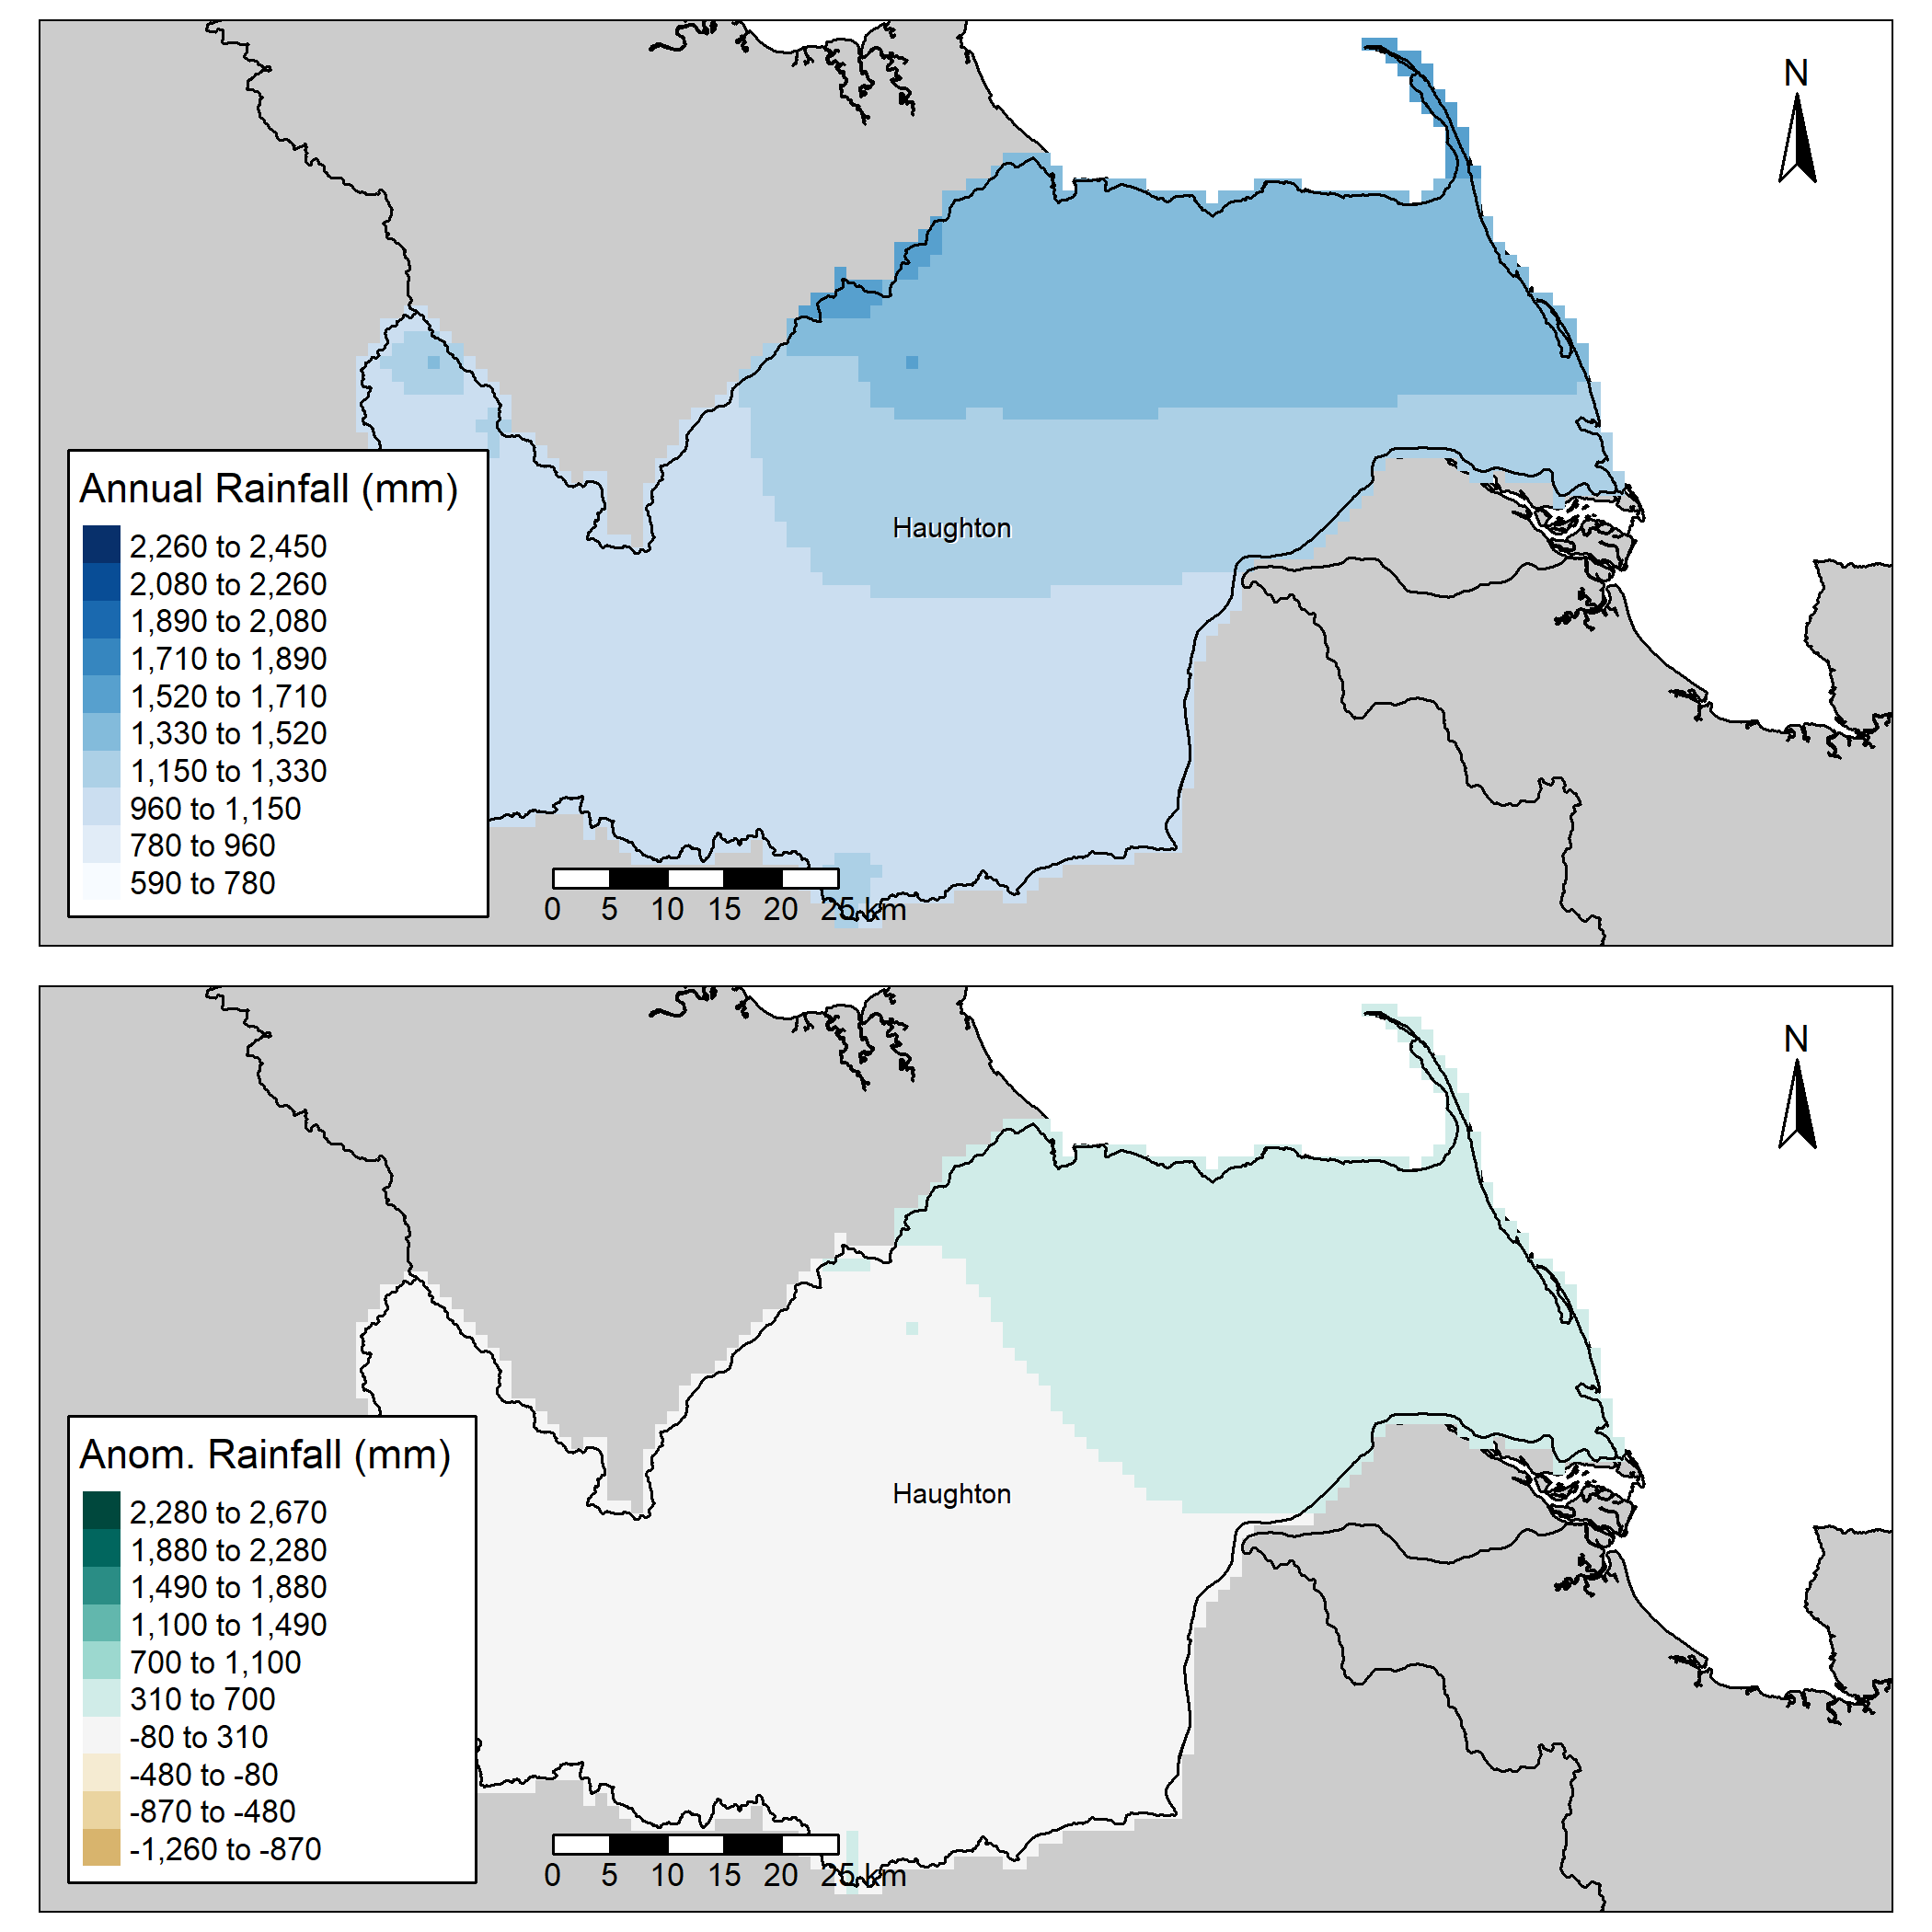 N
Annual Rainfall (mm)
2,260 to 2,450
2,080 to 2,260
1,890 to 2,080
1,710 to 1,890
1,520 to 1,710
1,330 to 1,520
1,150 to 1,330
960 to 1,150
780 to 960
590 to 780
Haughton
0 5 10 15 20 25 km
N
Anom. Rainfall (mm)
2,280 to 2,670
1,880 to 2,280
1,490 to 1,880
1,100 to 1,490
700 to 1,100
310 to 700
-80 to 310
-480 to -80
-870 to -480
-1,260 to -870
Haughton
0 5 10 15 20 25 km